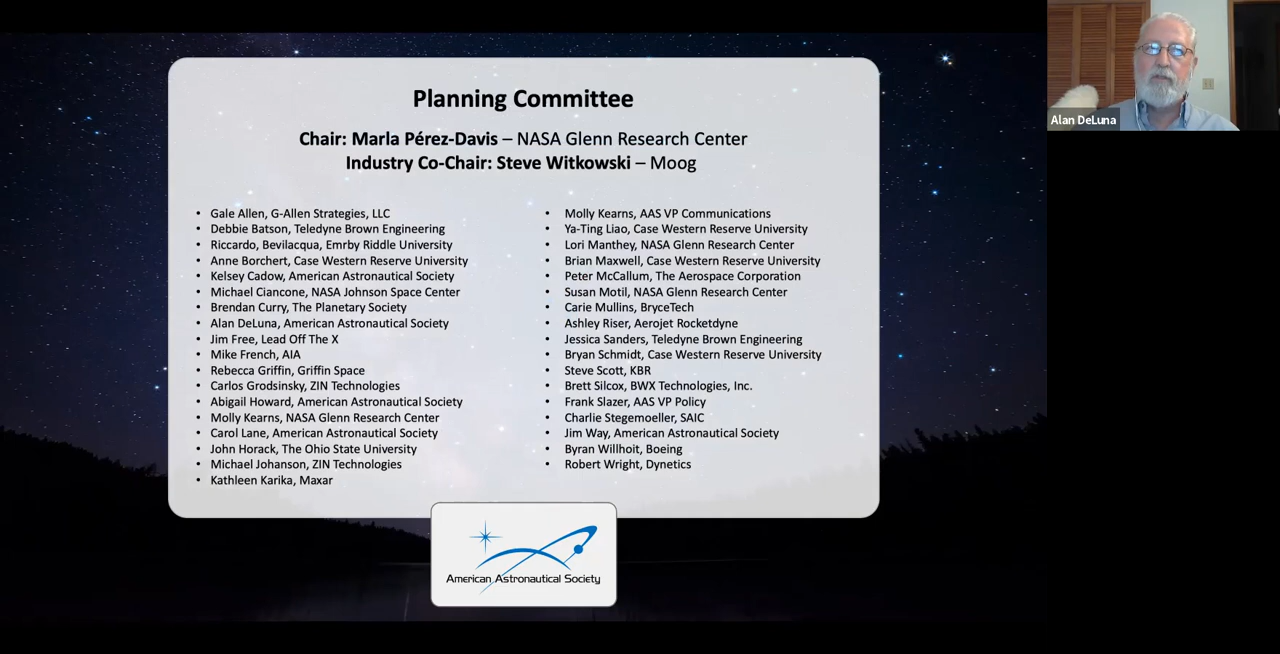 Planning Committee
Chair: Marla Pérez-Davis – NASA Glenn Research Center
Industry Co-Chair: Steve Witkowski – Moog
• Gale Allen, G-Allen Strategies, LLC
• Debbie Batson, Teledyne Brown Engineering
• Riccardo, Bevilacqua, Emrby Riddle University
• Anne Borchert, Case Western Reserve University
• Kelsey Cadow, American Astronautical Society
• Michael Ciancone, NASA Johnson Space Center
• Brendan Curry, The Planetary Society
• Alan DeLuna, American Astronautical Society
• Jim Free, Lead Off The X
• Mike French, AIA
• Rebecca Griffin, Griffin Space
• Carlos Grodsinsky, ZIN Technologies
• Abigail Howard, American Astronautical Society
• Molly Kearns, NASA Glenn Research Center
• Carol Lane, American Astronautical Society
• John Horack, The Ohio State University
• Michael Johanson, ZIN Technologies
• Kathleen Karika, Maxar
• Molly Kearns, AAS VP Communications
• Ya-Ting Liao, Case Western Reserve University
• Lori Manthey, NASA Glenn Research Center
• Brian Maxwell, Case Western Reserve University
• Peter McCallum, The Aerospace Corporation
• Susan Motil, NASA Glenn Research Center
• Carie Mullins, BryceTech
• Ashley Riser, Aerojet Rocketdyne
• Jessica Sanders, Teledyne Brown Engineering
• Bryan Schmidt, Case Western Reserve University
• Steve Scott, KBR
• Brett Silcox, BWX Technologies, Inc.
• Frank Slazer, AAS VP Policy
• Charlie Stegemoeller, SAIC
• Jim Way, American Astronautical Society
• Byran Willhoit, Boeing
• Robert Wright, Dynetics
American Astronautical Society
Alan DeLuna